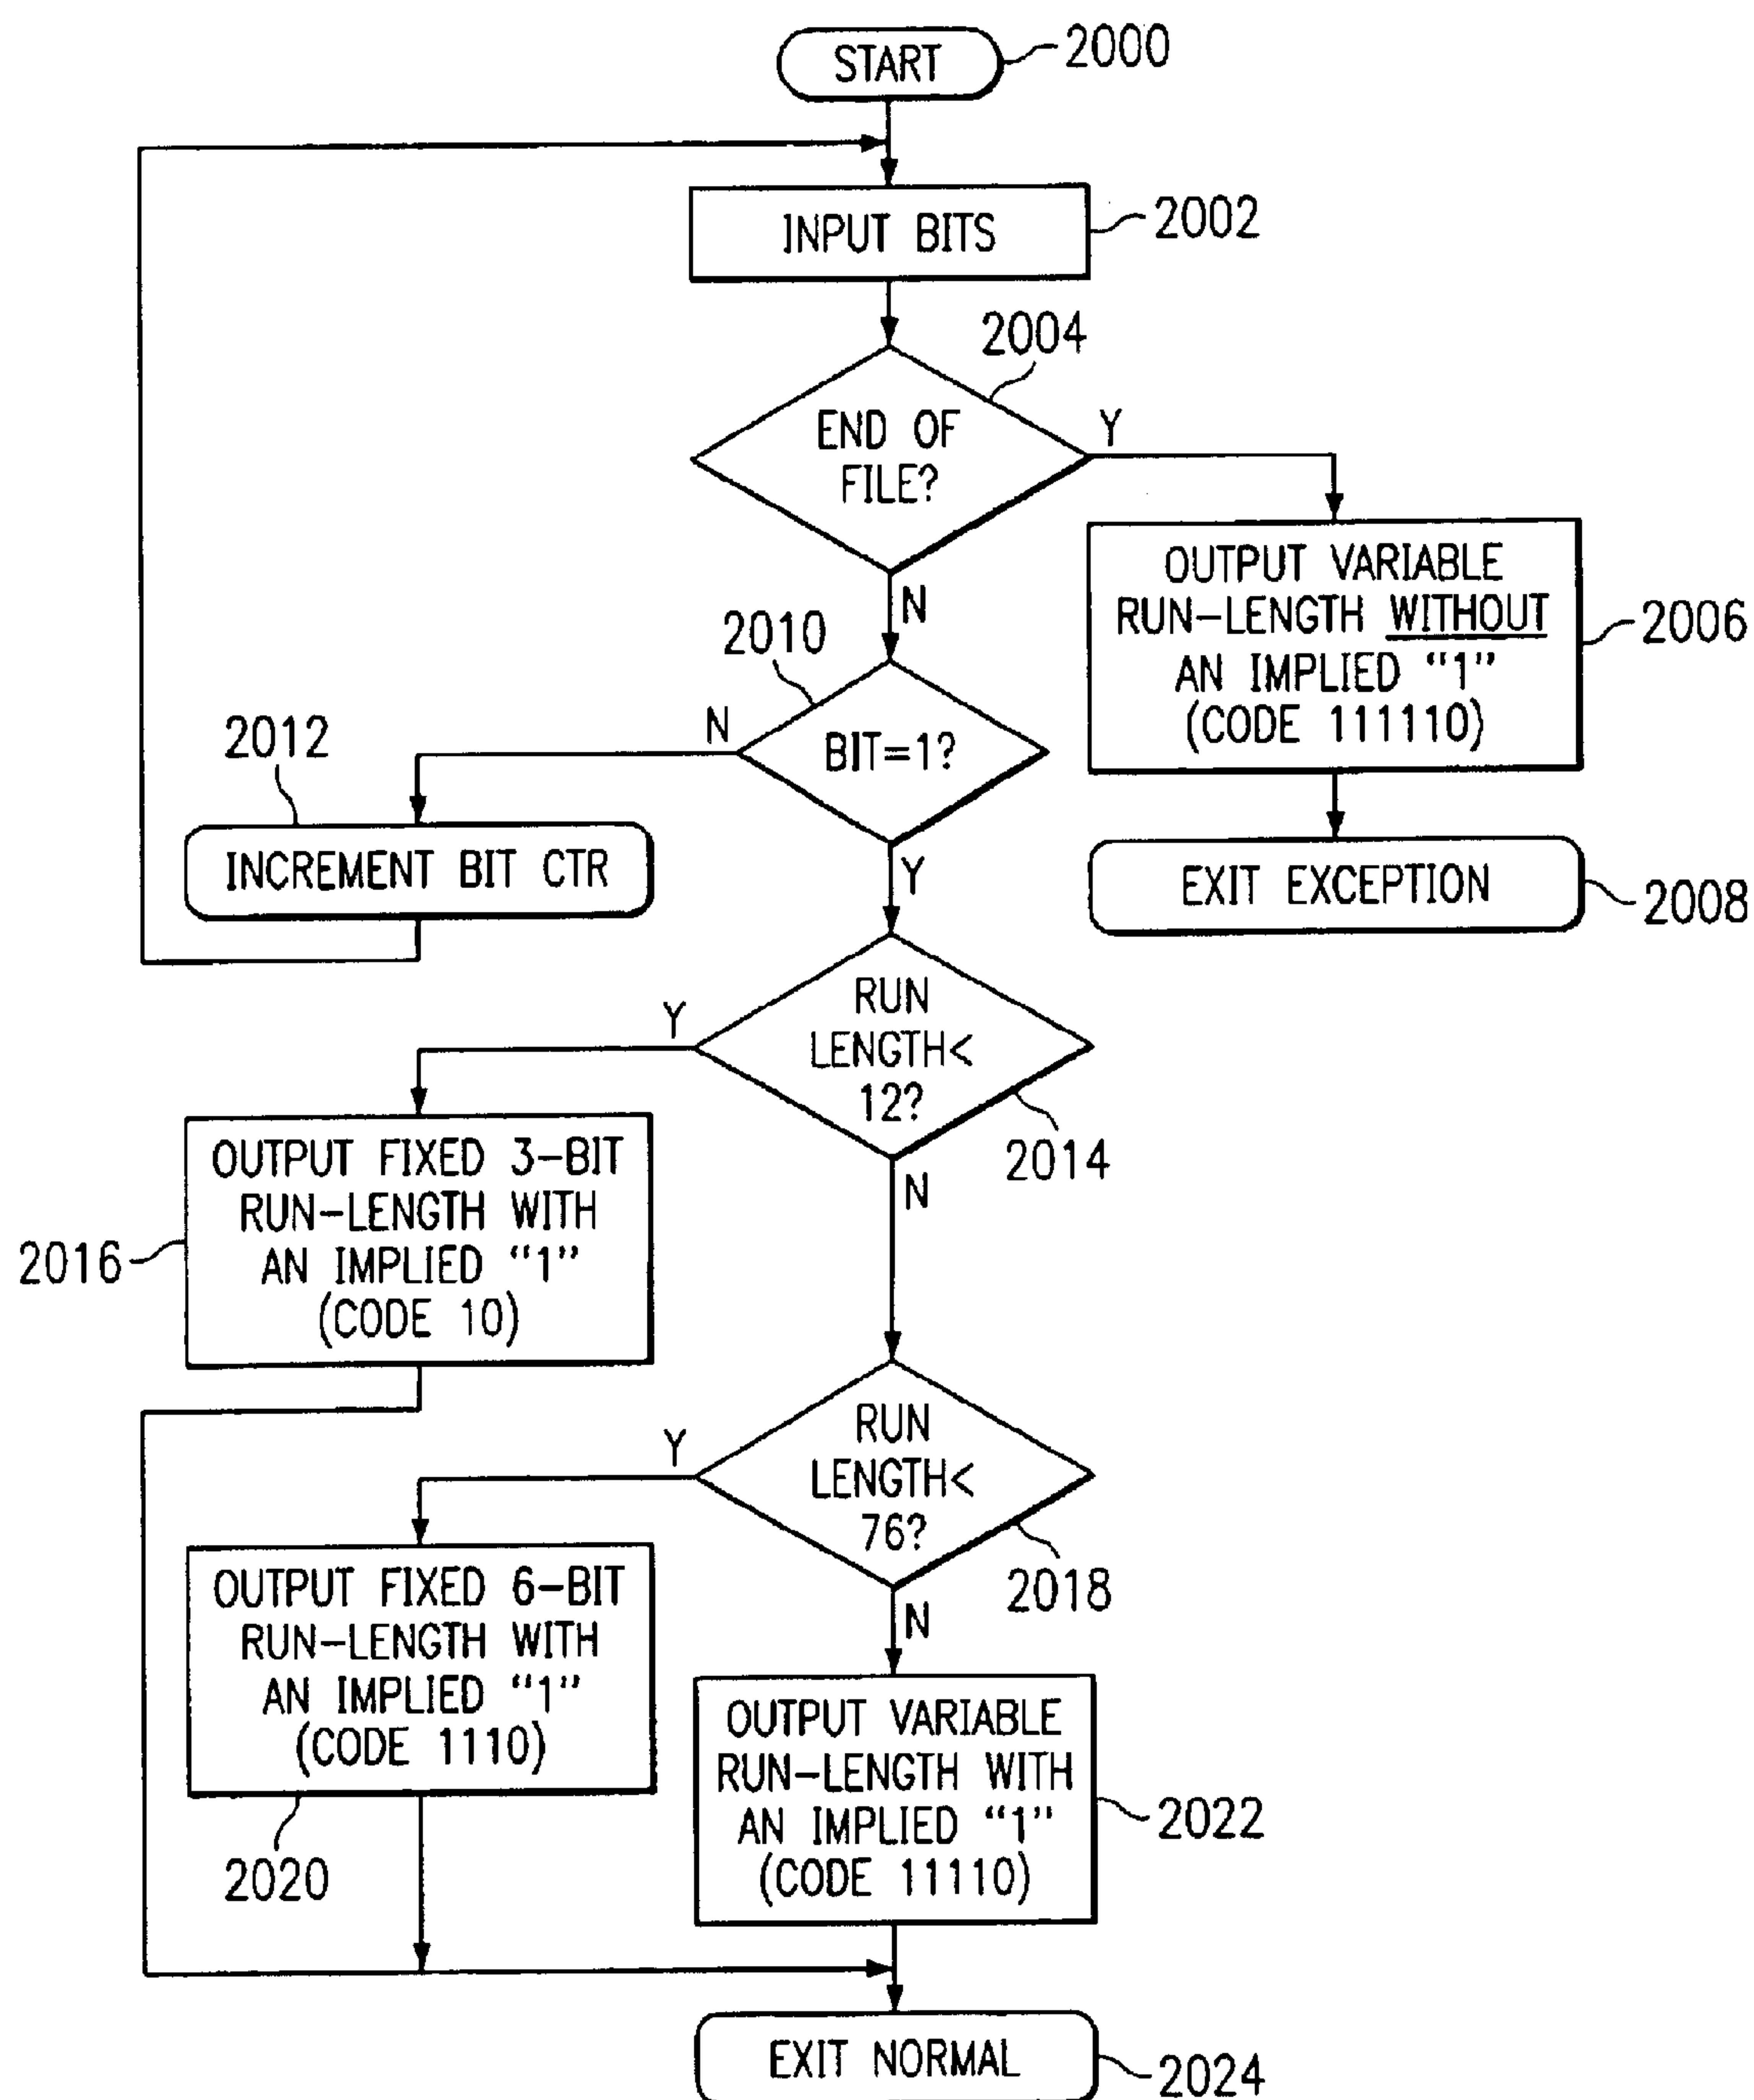 START
2000
INPUT BITS
2002
2004
END OF
FILE?
Y
N
OUTPUT VARIABLE
RUN-LENGTH WITHOUT
AN IMPLIED “1”
(CODE 111110)
2006
EXIT EXCEPTION
2008
2010
BIT=1?
N
Y
2012
INCREMENT BIT CTR
RUN
LENGTH<
12?
2014
Y
N
OUTPUT FIXED 3-BIT
RUN-LENGTH WITH
AN IMPLIED “1”
(CODE 10)
2016
RUN
LENGTH<
76?
2018
Y
N
OUTPUT FIXED 6-BIT
RUN-LENGTH WITH
AN IMPLIED “1”
(CODE 1110)
2020
OUTPUT VARIABLE
RUN-LENGTH WITH
AN IMPLIED “1”
(CODE 11110)
2022
EXIT NORMAL
2024